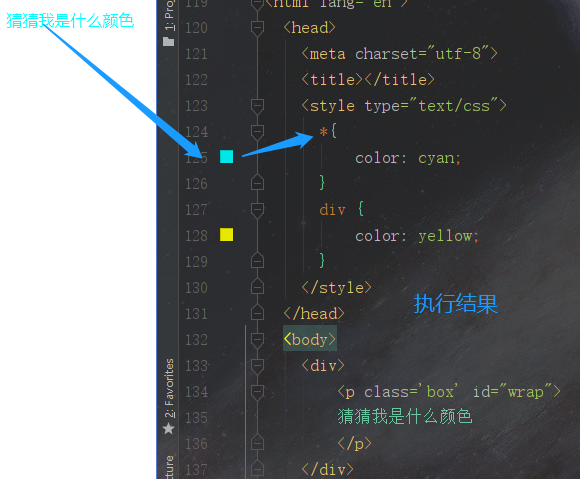 猜猜我是什么颜色
1: Proj
119 <html lang="en">
120 <head>
121 <meta charset="utf-8">
122 <title></title>
123 <style type="text/css">
124 *{
125 color: cyan;
126 }
127 div {
128 color: yellow;
129 }
130 </style>
执行结果
131 </head>
132 <body>
133 <div>
134 <p class='box' id="wrap">
135 猜猜我是什么颜色
136 </p>
137 </div>
2: Favorites
cture